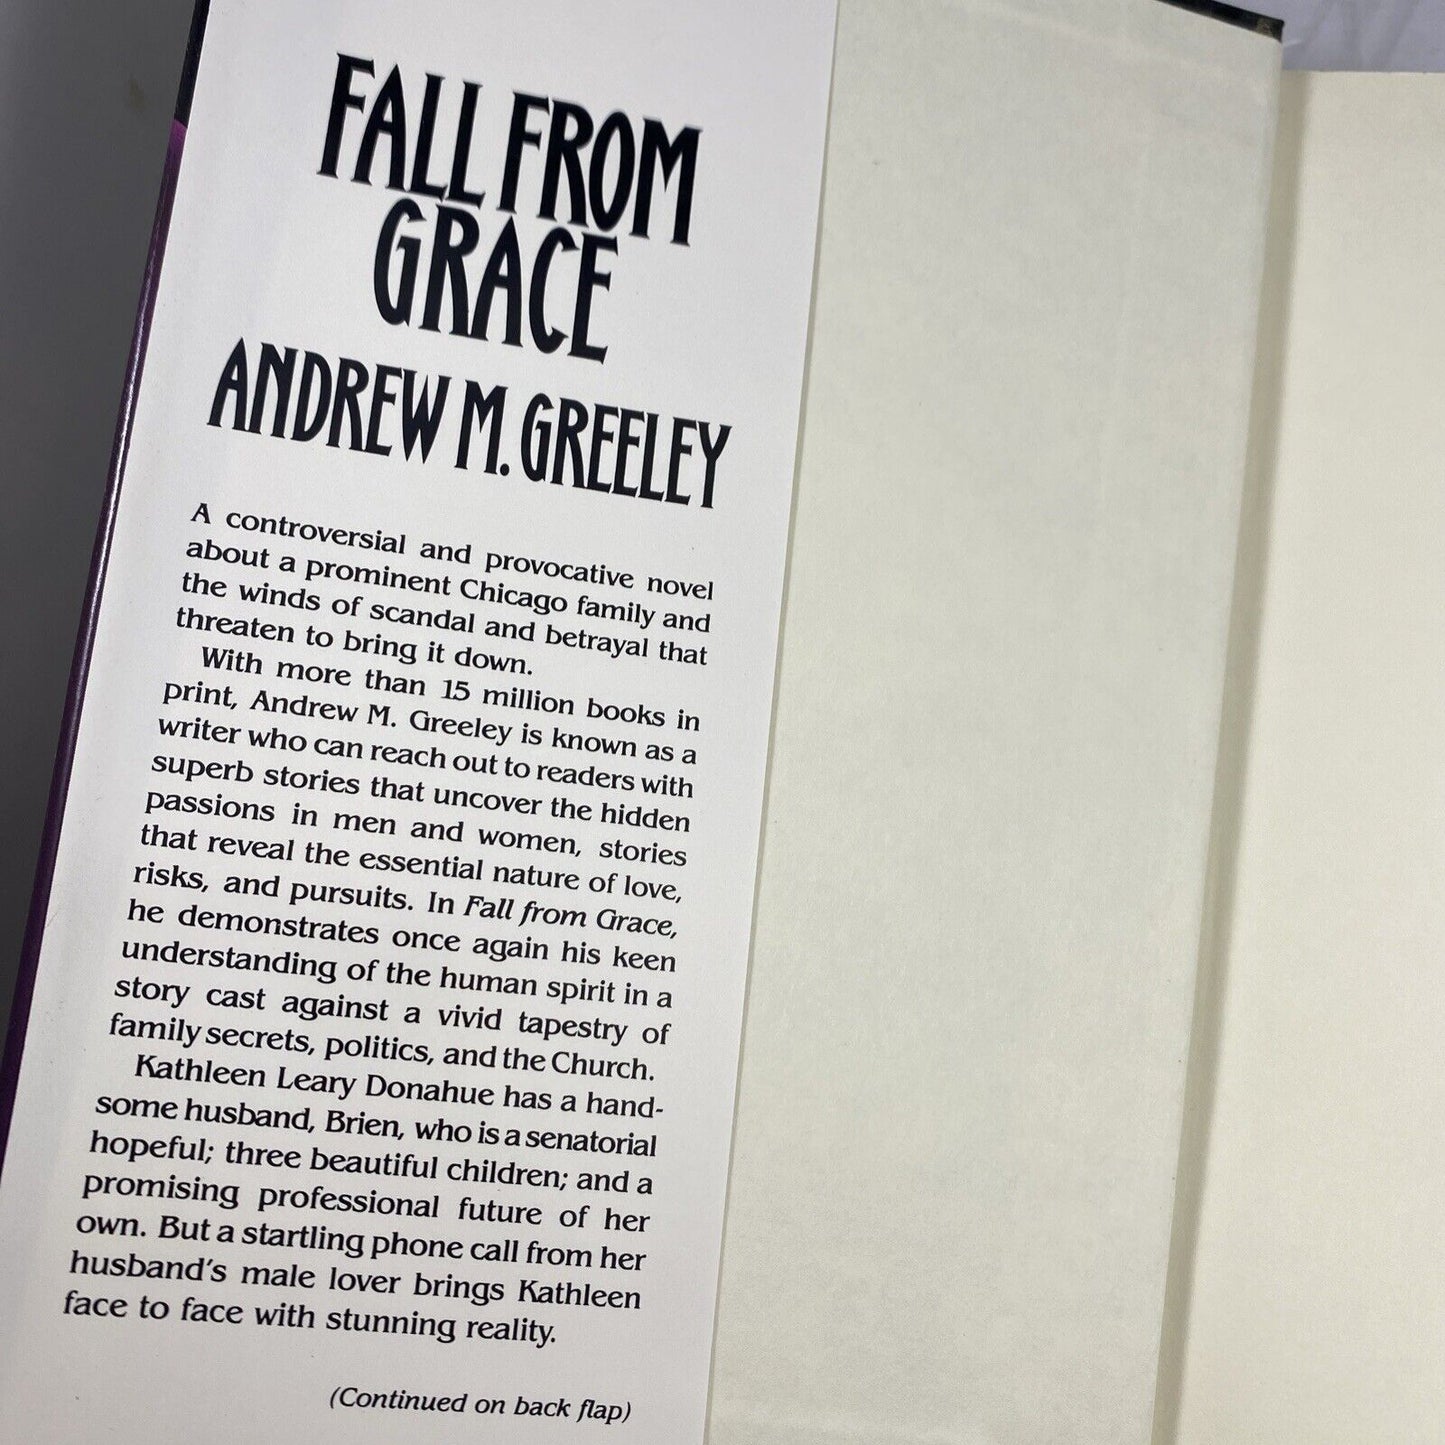 FALL FROM
GRACE
ANDREW M. GREELEY
A controversial and provocative novel
about a prominent Chicago family and
the winds of scandal and betrayal that
threaten to bring it down.
With more than 15 million books in
print, Andrew M. Greeley is known as a
writer who can reach out to readers with
superb stories that uncover the hidden
passions in men and women, stories
that reveal the essential nature of love,
risks, and pursuits. In Fall from Grace,
he demonstrates once again his keen
understanding of the human spirit in a
story cast against a vivid tapestry of
family secrets, politics, and the Church.
Kathleen Leary Donahue has a hand-
some husband, Brien, who is a senatorial
hopeful; three beautiful children; and a
promising professional future of her
own. But a startling phone call from her
husband's male lover brings Kathleen
face to face with stunning reality.
(Continued on back flap)